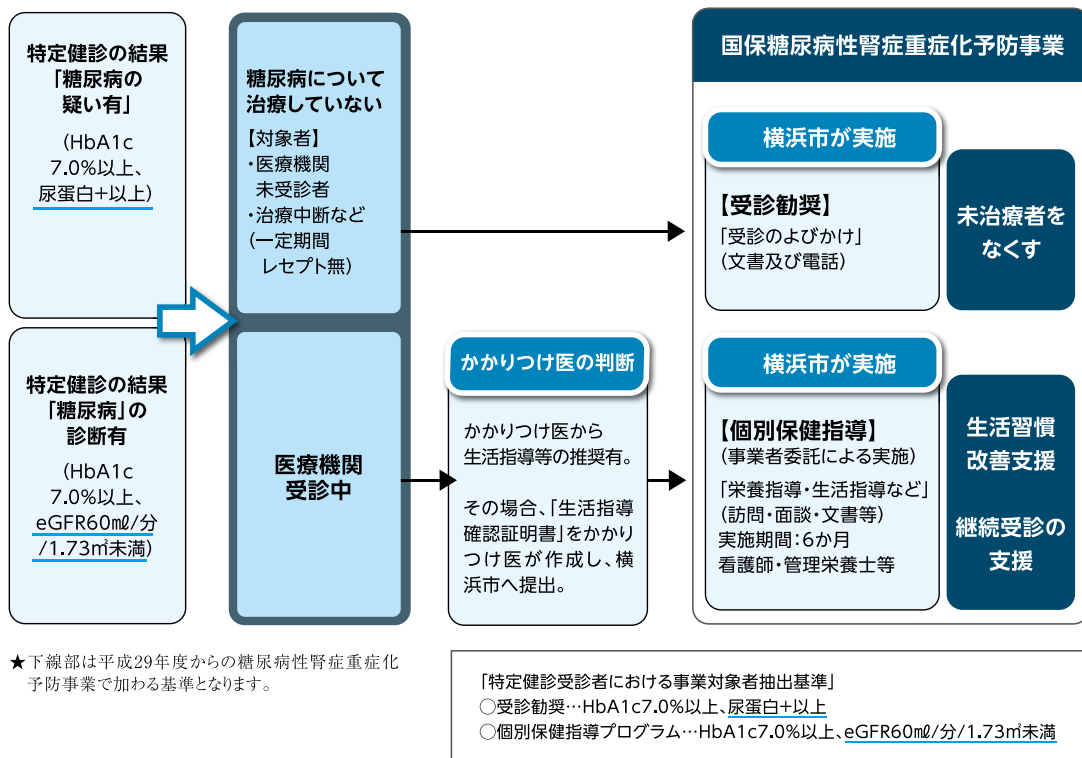 特定健診の結果
「糖尿病の
疑い有」
(HbA1c
7.0%以上、
尿蛋白+以上)
特定健診の結果
「糖尿病」の
診断有
(HbA1c
7.0%以上、
eGFR60㎖/分
/1.73㎡未満)
糖尿病について
治療していない
【対象者】
・医療機関
未受診者
・治療中断など
(一定期間
レセプト無)
医療機関
受診中
かかりつけ医の判断
かかりつけ医から
生活指導等の推奨有。
その場合、「生活指導
確認証明書」をかかり
つけ医が作成し、横
浜市へ提出。
国保糖尿病性腎症重症化予防事業
横浜市が実施
【受診勧奨】
「受診のよびかけ」
(文書及び電話)
未治療者を
なくす
横浜市が実施
【個別保健指導】
(事業者委託による実施)
「栄養指導・生活指導など」
(訪問・面談・文書等)
実施期間:6か月
看護師・管理栄養士等
生活習慣
改善支援
継続受診の
支援
★下線部は平成29年度からの糖尿病性腎症重症化
予防事業で加わる基準となります。
「特定健診受診者における事業対象者抽出基準」
○受診勧奨…HbA1c7.0%以上、尿蛋白+以上
○個別保健指導プログラム…HbA1c7.0%以上、eGFR60㎖/分/1.73㎡未満